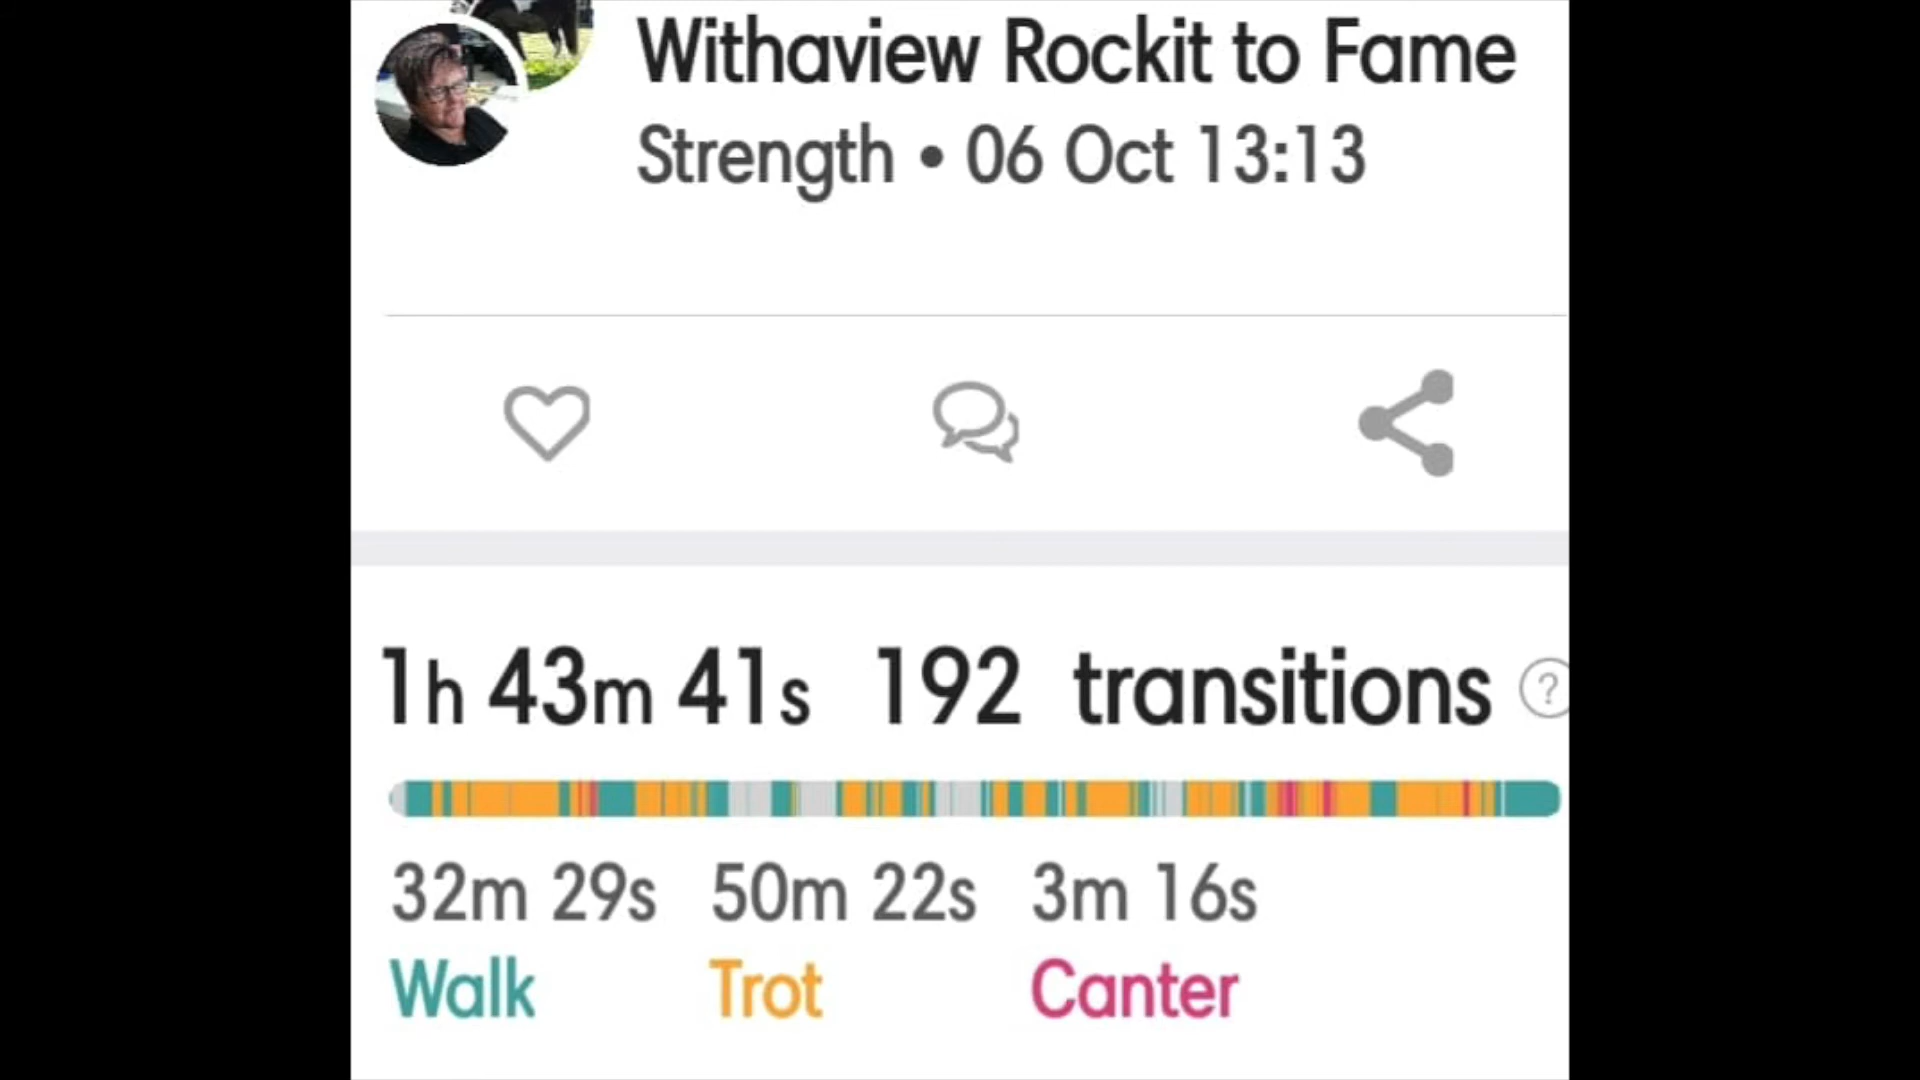 Withaview Rockit to Fame
Strength • 06 Oct 13:13
1h 43m 41s 192 transitions ?
32m 29s 50m 22s 3m 16s
Walk Trot Canter